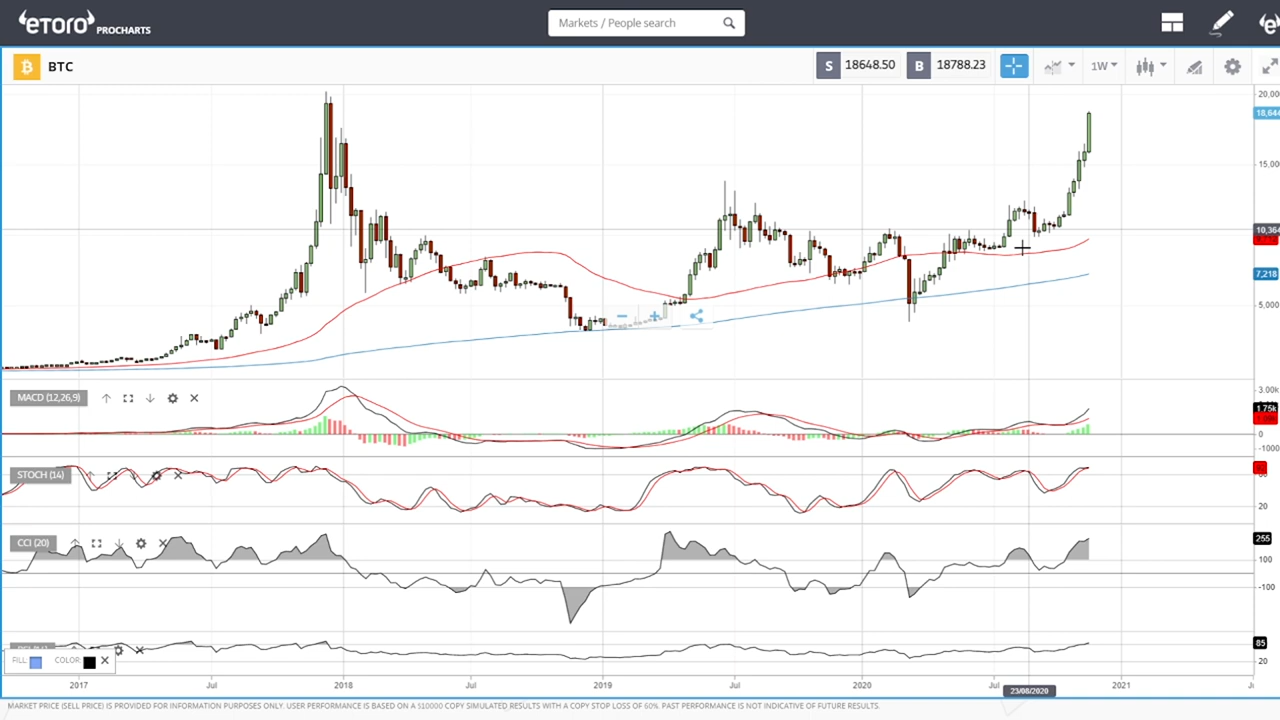 eToro PROCHARTS
Markets / People search
BTC
S 18648.50 B 18788.23
1W
20,00
18,644
15,000
10,364
7,218
5,000
MACD (12,26,9)
3.00k
1.75k
0
-1000
STOCH (14)
80
20
CCI (20)
255
100
-100
85
20
FILL: COLOR:
2017 Jul 2018 Jul 2019 Jul 2020 Jul 23/08/2020 2021
MARKET PRICE (SELL PRICE) IS PROVIDED FOR INFORMATION PURPOSES ONLY. USER PERFORMANCE IS BASED ON A $10000 COPY SIMULATED RESULTS WITH A COPY STOP LOSS OF 60%. PAST PERFORMANCE IS NOT INDICATIVE OF FUTURE RESULTS.